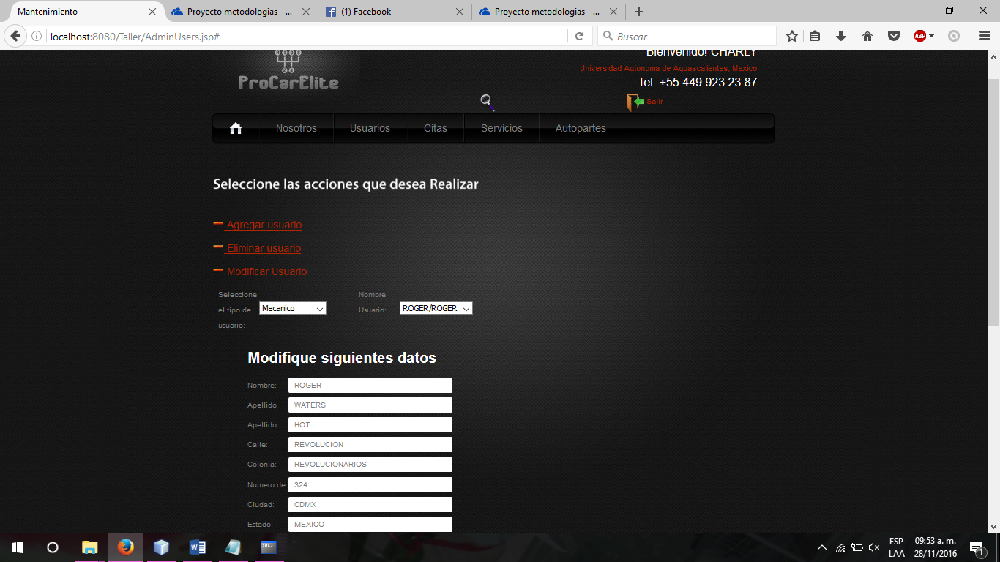 Mantenimiento
Proyecto metodologias - ...
(1) Facebook
Proyecto metodologias - ...
localhost:8080/Taller/AdminUsers.jsp#
Buscar
ABP
ProCarElite
Bienvenido! CHARLY
Universidad Autonoma de Aguascalientes, Mexico
Tel: +55 449 923 23 87
Salir
Nosotros
Usuarios
Citas
Servicios
Autopartes
Seleccione las acciones que desea Realizar
Agregar usuario
Eliminar usuario
Modificar Usuario
Seleccione
el tipo de
usuario:
Mecanico
Nombre
Usuario:
ROGER/ROGER
Modifique siguientes datos
Nombre: ROGER
Apellido WATERS
Apellido HOT
Calle: REVOLUCION
Colonia: REVOLUCIONARIOS
Numero de 324
Ciudad: CDMX
Estado: MEXICO
ESP
LAA
09:53 a. m.
28/11/2016
1